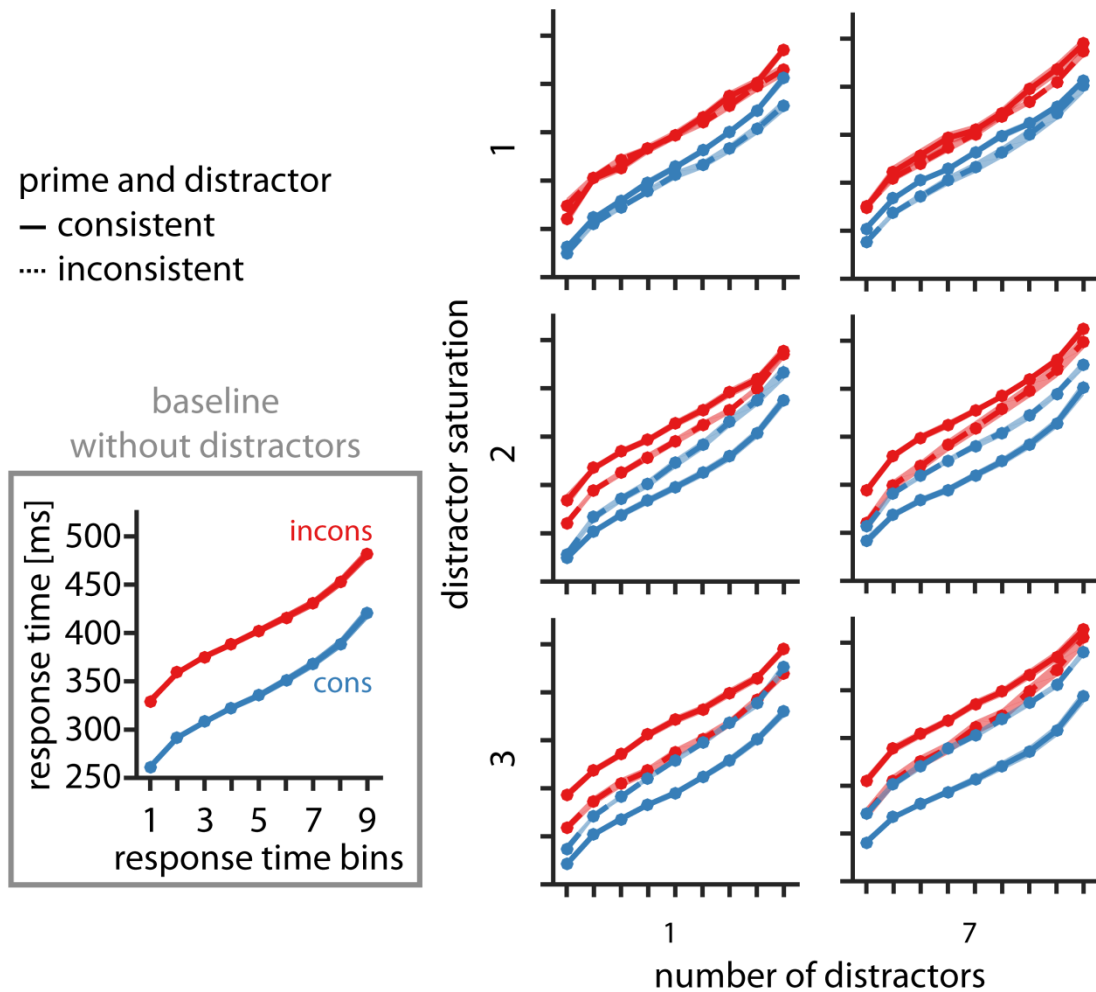 prime and distractor
consistent
inconsistent
baseline
without distractors
response time [ms]
500
450
400
350
300
250
incons
cons
1 3 5 7 9
response time bins
distractor saturation
1
2
3
1 7
number of distractors